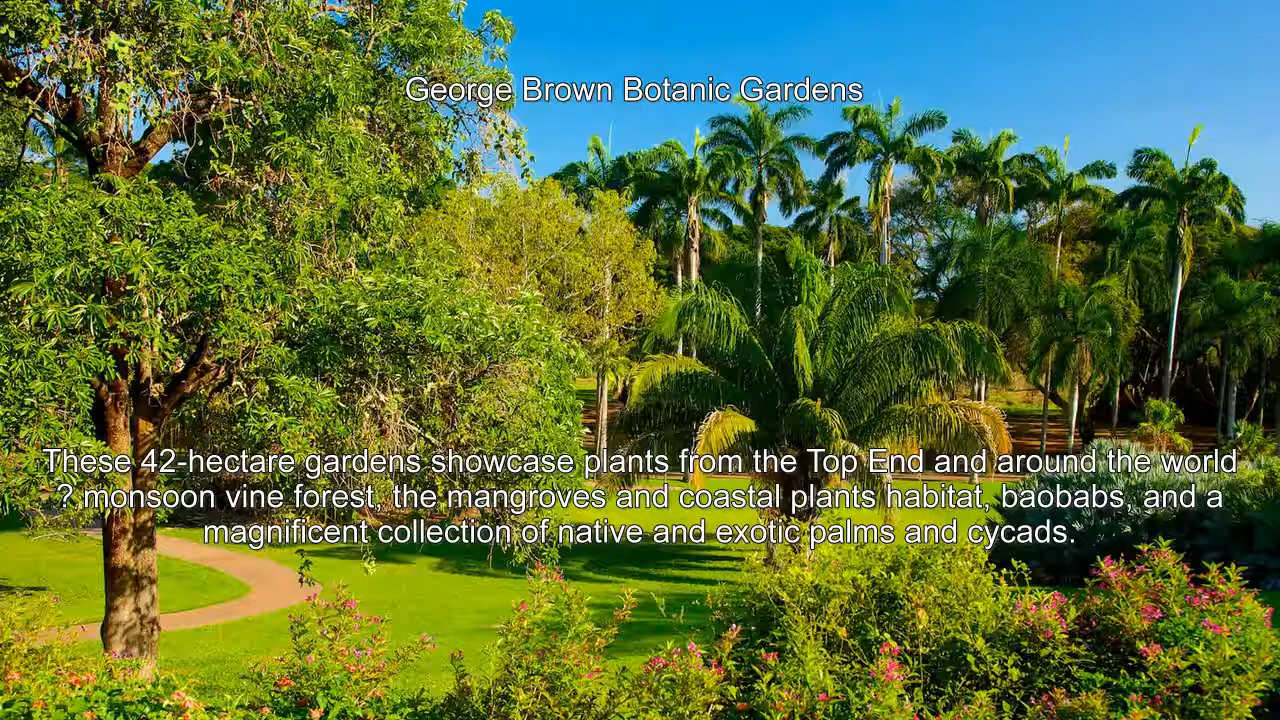 George Brown Botanic Gardens
These 42-hectare gardens showcase plants from the Top End and around the world
? monsoon vine forest, the mangroves and coastal plants habitat, baobabs, and a
magnificent collection of native and exotic palms and cycads.